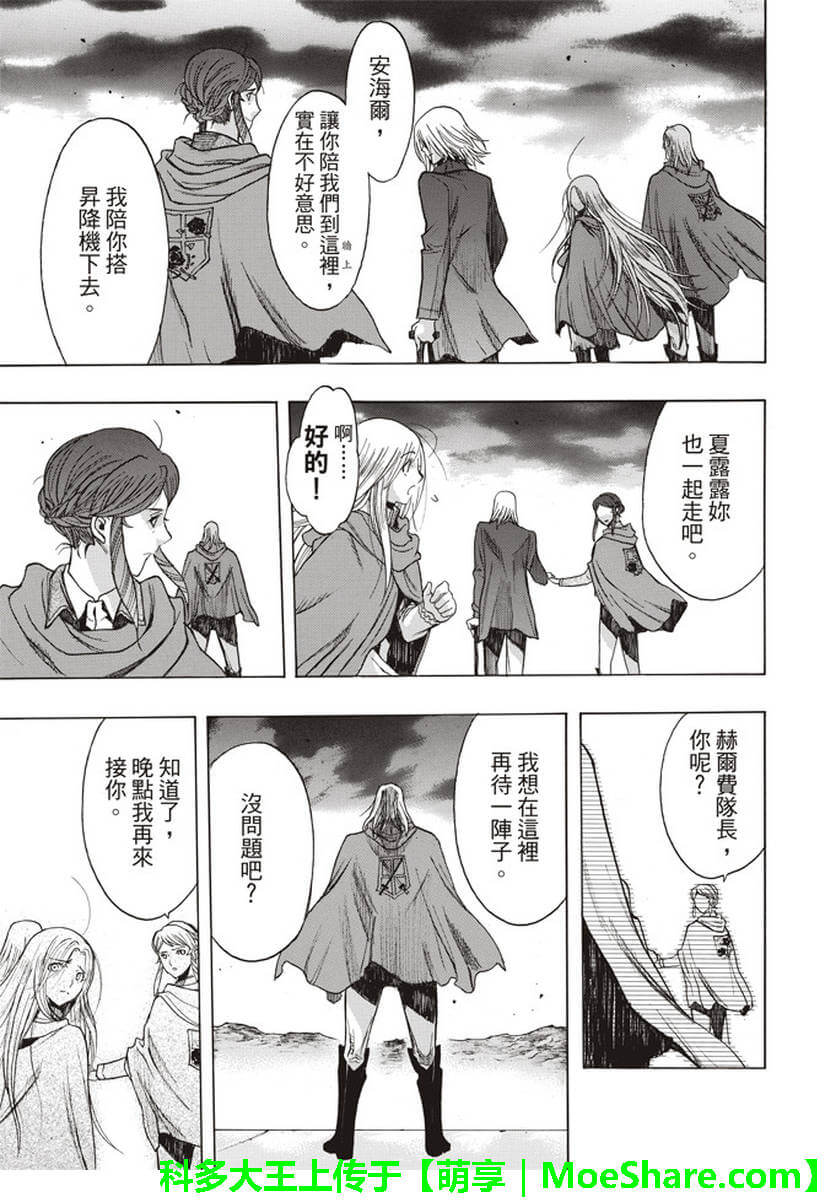 安海爾，
讓你陪我們到這裡，
牆上
實在不好意思。
我陪你搭
昇降機下去。
夏露露妳
也一起走吧。
啊……
好的！
赫爾費隊長，
你呢？
我想在這裡
再待一陣子。
沒問題吧？
知道了，
晚點我再來
接你。
科多大王上传于【萌享｜MoeShare.com】